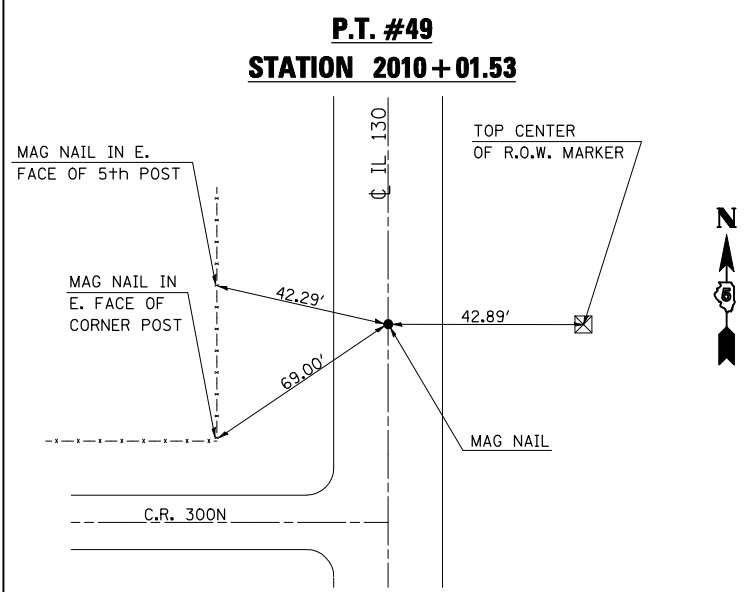 P.T. #49
STATION 2010+01.53
MAG NAIL IN E.
FACE OF 5th POST
℄ IL 130
TOP CENTER
OF R.O.W. MARKER
N
5
MAG NAIL IN
E. FACE OF
CORNER POST
42.29'
42.89'
69.00'
MAG NAIL
C.R. 300N